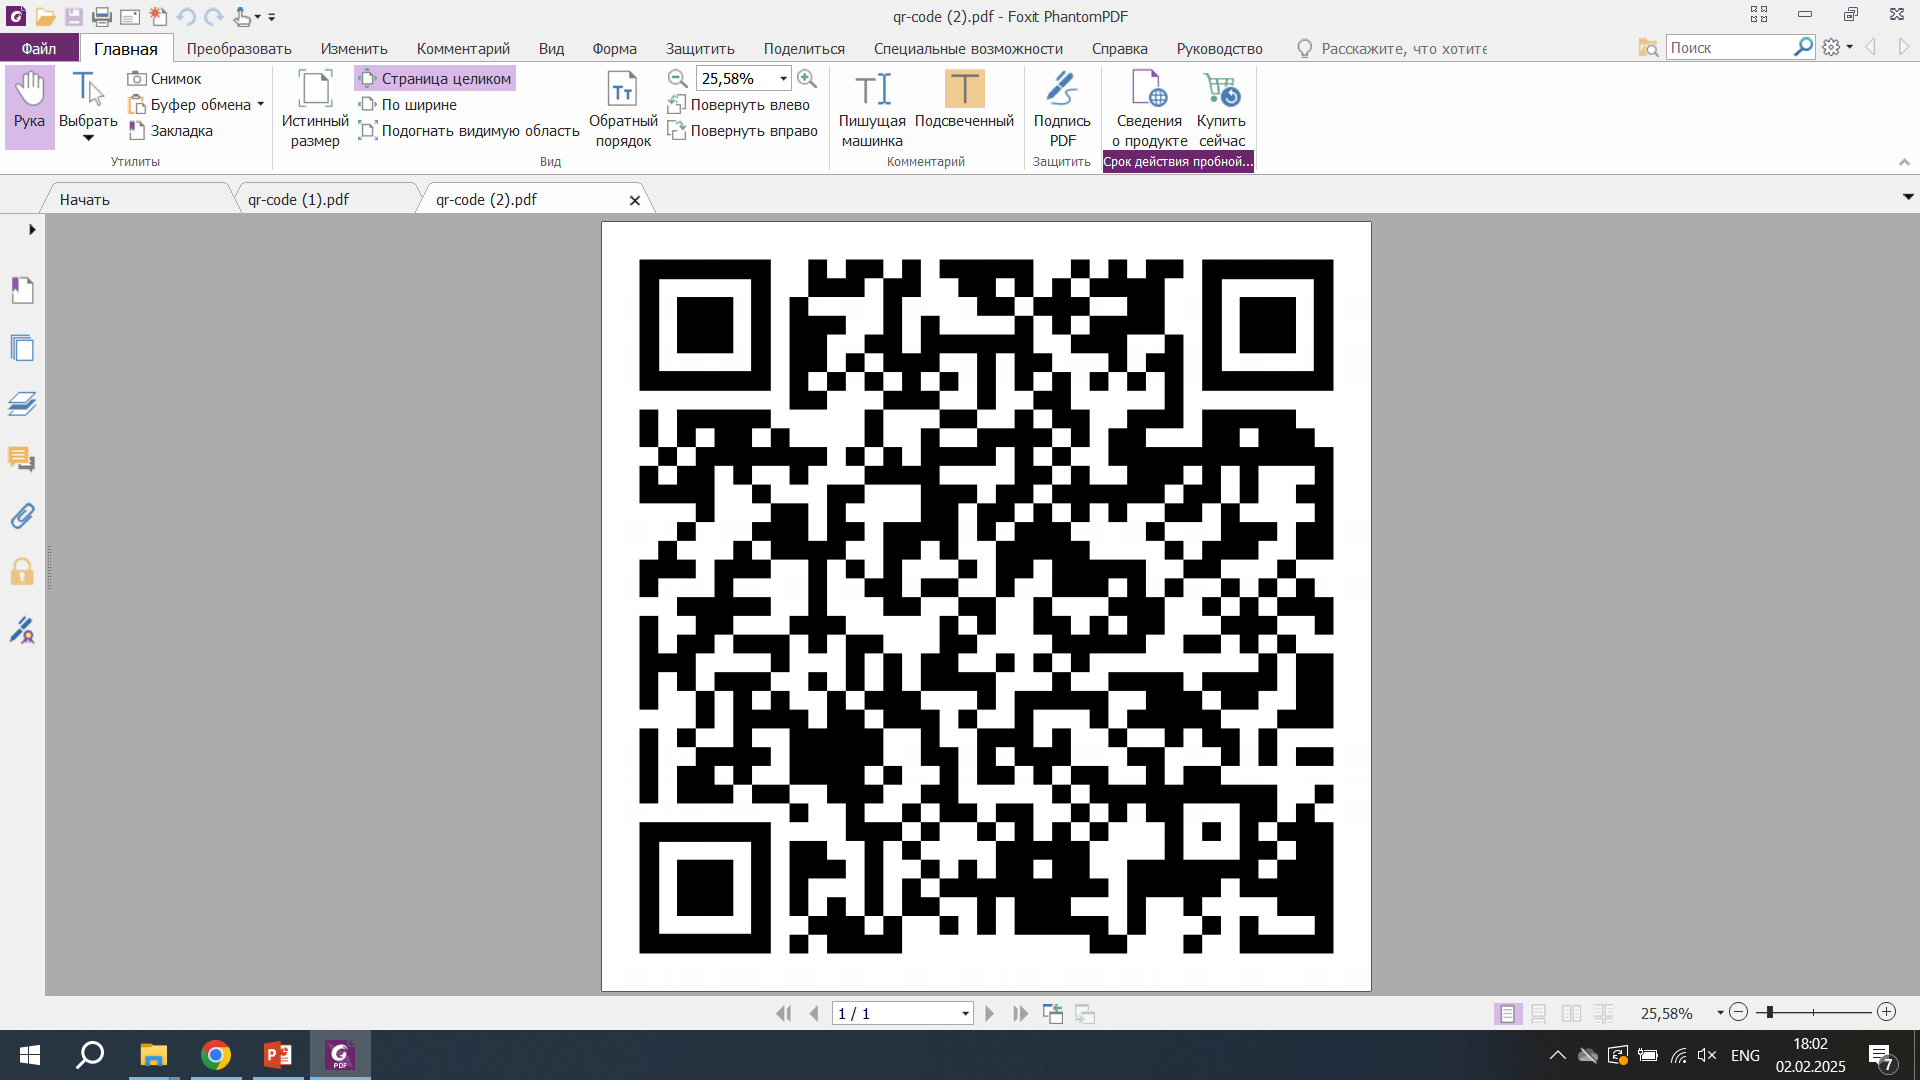 qr-code (2).pdf - Foxit PhantomPDF
Файл
Главная
Преобразовать
Изменить
Комментарий
Вид
Форма
Защитить
Поделиться
Специальные возможности
Справка
Руководство
Расскажите, что хотите
Поиск
Рука
Выбрать
Снимок
Буфер обмена
Закладка
Утилиты
Истинный
размер
Страница целиком
По ширине
Подогнать видимую область
Обратный
порядок
25,58%
Повернуть влево
Повернуть вправо
Вид
Пишущая
машинка
Подсвеченный
Комментарий
Подпись
PDF
Защитить
Сведения
о продукте
Купить
сейчас
Срок действия пробной...
Начать
qr-code (1).pdf
qr-code (2).pdf
1 / 1
25,58%
PDF
ENG
18:02
02.02.2025
7